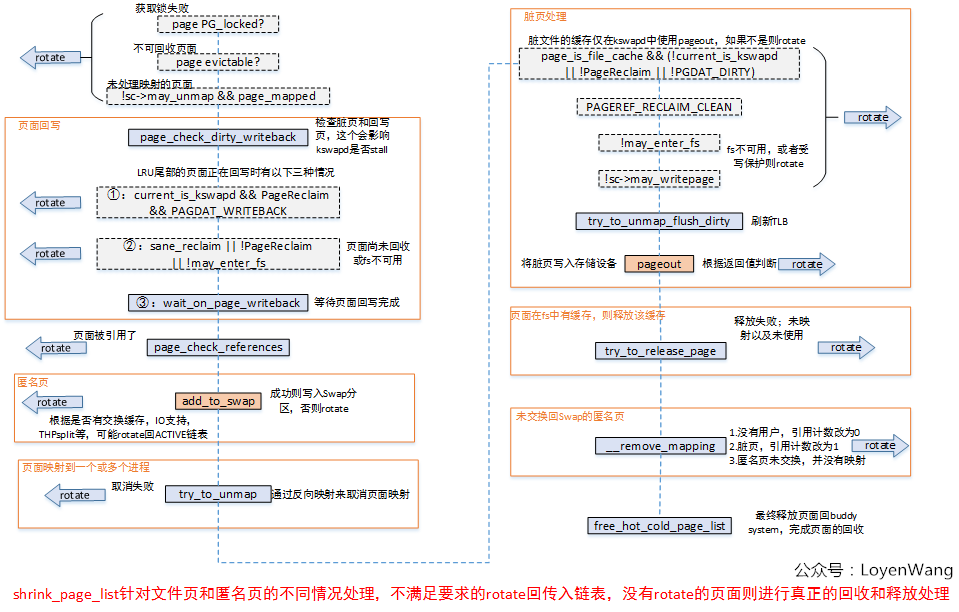 获取锁失败
page PG_locked?
不可回收页面
rotate
page evictable?
未处理映射的页面
!sc->may_unmap && page_mapped
页面回写
page_check_dirty_writeback
检查脏页和回写
页，这个会影响
kswapd是否stall
LRU尾部的页面正在回写时有以下三种情况
rotate
①：current_is_kswapd && PageReclaim
&& PAGDAT_WRITEBACK
rotate
②：sane_reclaim || !PageReclaim
|| !may_enter_fs
页面尚未回收
或fs不可用
③：wait_on_page_writeback
等待页面回写完成
页面被引用了
rotate
page_check_references
匿名页
rotate
add_to_swap
成功则写入Swap分
区，否则rotate
根据是否有交换缓存，IO支持，
THPsplit等，可能rotate回ACTIVE链表
页面映射到一个或多个进程
取消失败
rotate
try_to_unmap
通过反向映射来取消页面映射
脏页处理
脏文件的缓存仅在kswapd中使用pageout，如果不是则rotate
page_is_file_cache && (!current_is_kswapd
|| !PageReclaim || !PGDAT_DIRTY)
PAGEREF_RECLAIM_CLEAN
rotate
!may_enter_fs
fs不可用，或者受
写保护则rotate
!sc->may_writepage
try_to_unmap_flush_dirty
刷新TLB
将脏页写入存储设备
pageout
根据返回值判断
rotate
页面在fs中有缓存，则释放该缓存
try_to_release_page
释放失败；未映
射以及未使用
rotate
未交换回Swap的匿名页
__remove_mapping
1.没有用户，引用计数改为0
2.脏页，引用计数改为1
3.匿名页未交换，并没有映射
rotate
free_hot_cold_page_list
最终释放页面回buddy
system，完成页面的回收
公众号：LoyenWang
shrink_page_list针对文件页和匿名页的不同情况处理，不满足要求的rotate回传入链表，没有rotate的页面则进行真正的回收和释放处理